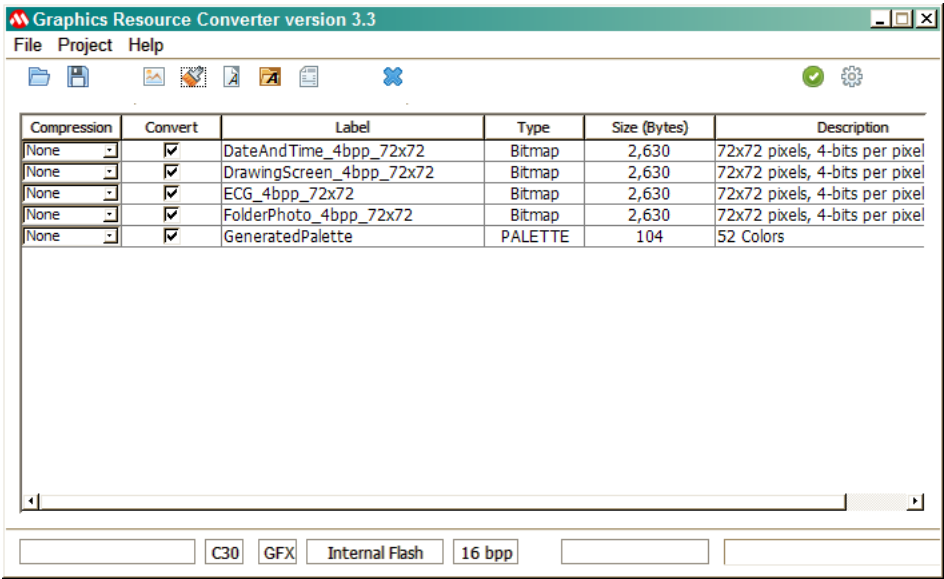 Graphics Resource Converter version 3.3
File Project Help
Compression Convert Label Type Size (Bytes) Description
None DateAndTime_4bpp_72x72 Bitmap 2,630 72x72 pixels, 4-bits per pixel
None DrawingScreen_4bpp_72x72 Bitmap 2,630 72x72 pixels, 4-bits per pixel
None ECG_4bpp_72x72 Bitmap 2,630 72x72 pixels, 4-bits per pixel
None FolderPhoto_4bpp_72x72 Bitmap 2,630 72x72 pixels, 4-bits per pixel
None GeneratedPalette PALETTE 104 52 Colors
C30 GFX Internal Flash 16 bpp